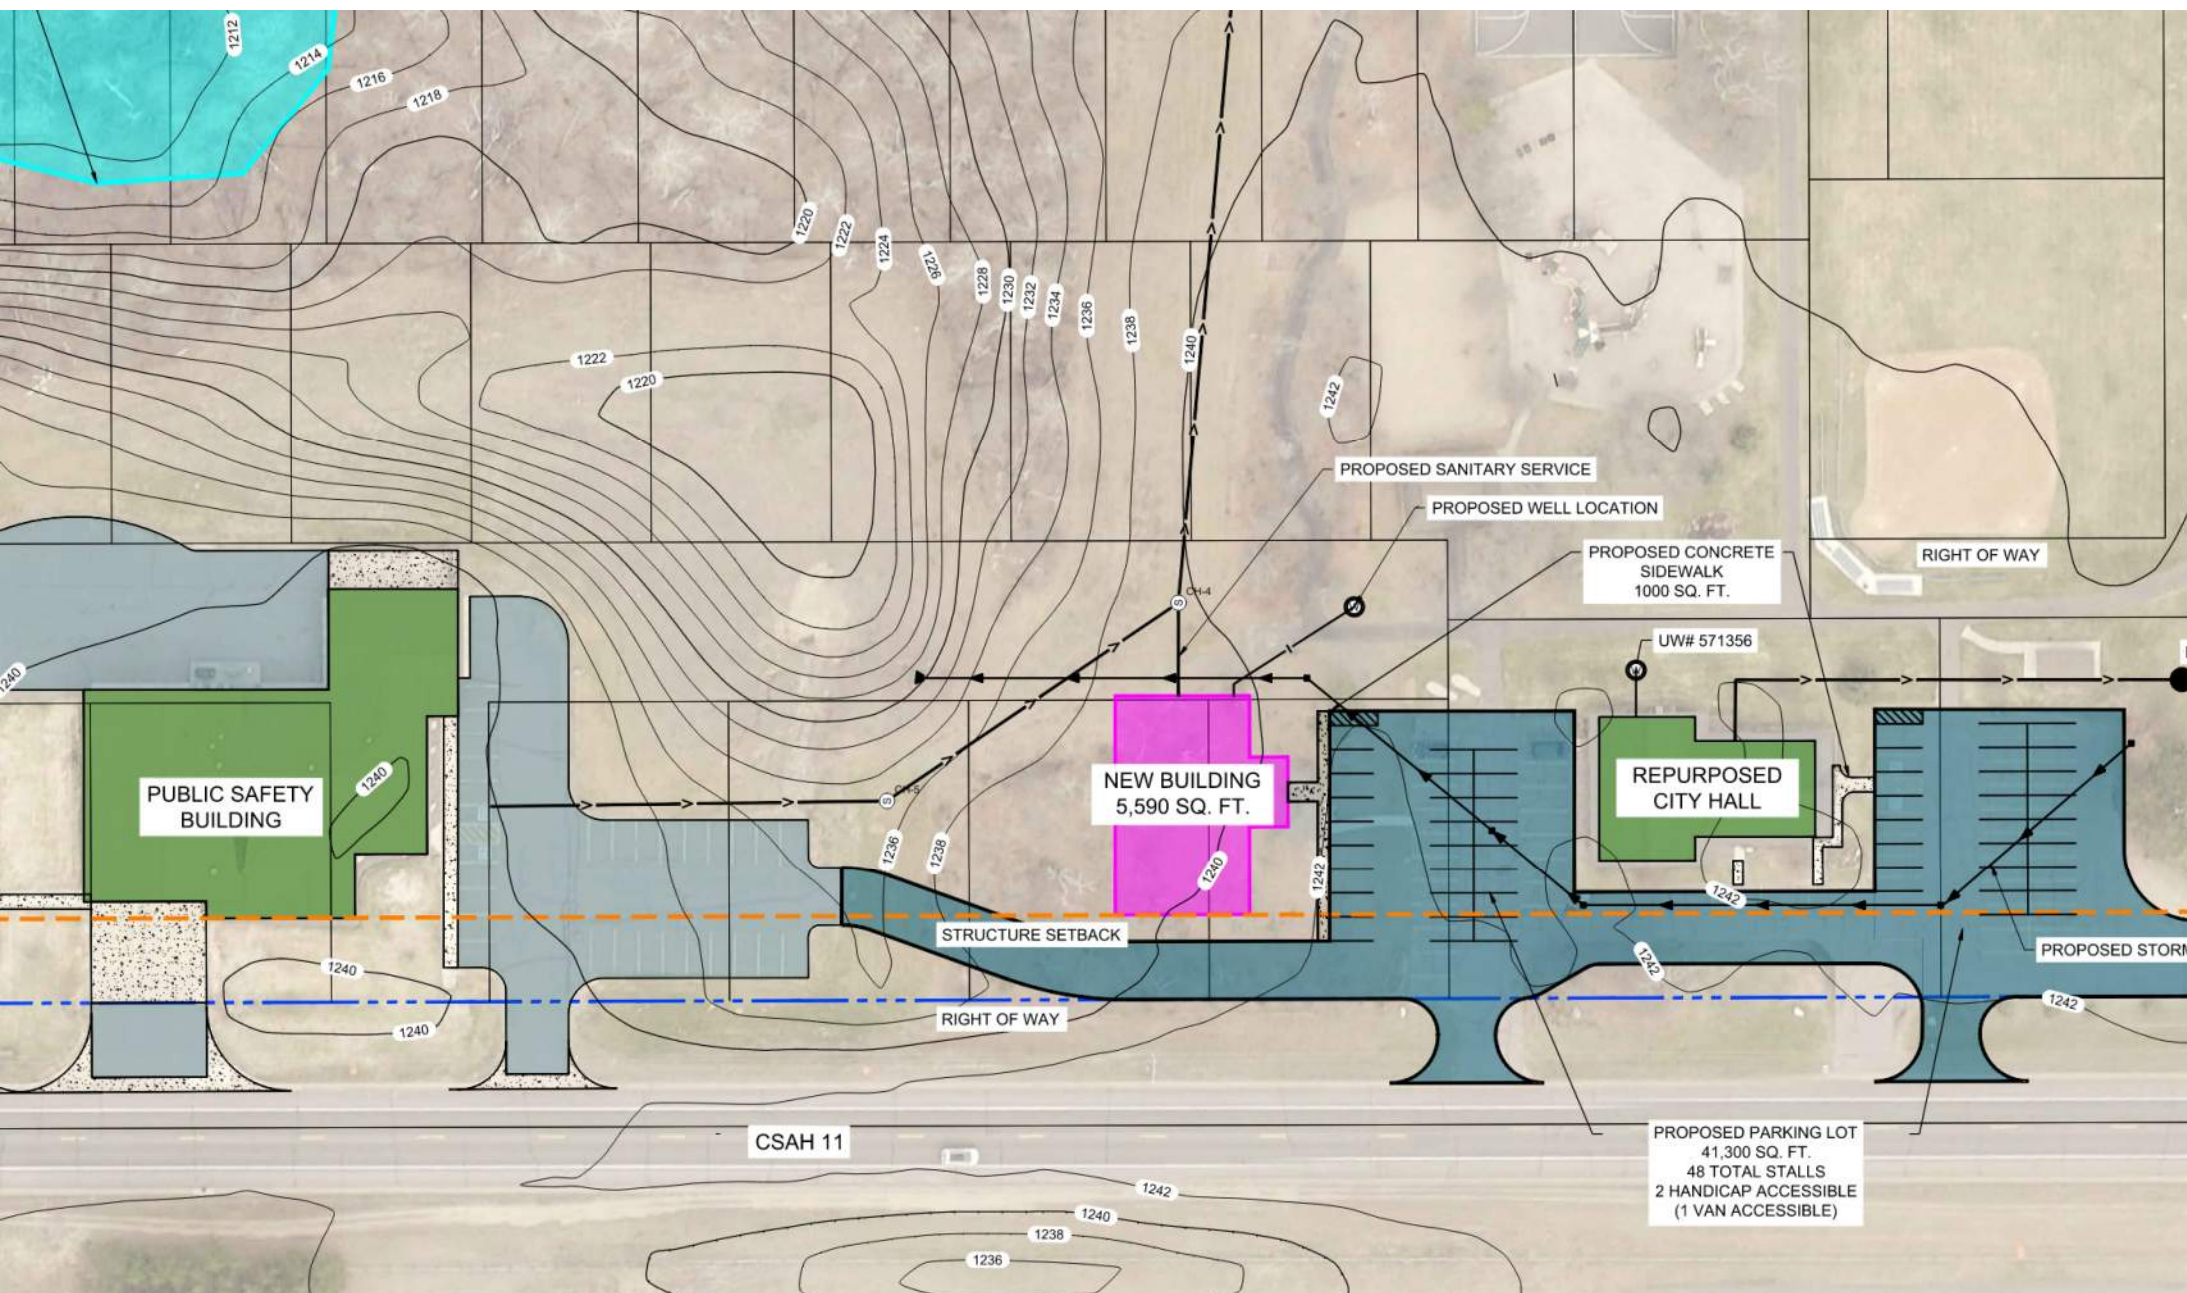 1212
1214
1216
1218
1220
1222
1224
1226
1228
1230
1232
1234
1236
1238
1240
1242
1222
1220
PROPOSED SANITARY SERVICE
PROPOSED WELL LOCATION
PROPOSED CONCRETE
SIDEWALK
1000 SQ. FT.
RIGHT OF WAY
CH-4
UW# 571356
1240
PUBLIC SAFETY
BUILDING
1240
CH-5
NEW BUILDING
5,590 SQ. FT.
REPURPOSED
CITY HALL
1236
1238
1240
1242
1242
STRUCTURE SETBACK
PROPOSED STORM
1240
1242
1240
RIGHT OF WAY
1242
CSAH 11
PROPOSED PARKING LOT
41,300 SQ. FT.
48 TOTAL STALLS
2 HANDICAP ACCESSIBLE
(1 VAN ACCESSIBLE)
1242
1240
1238
1236